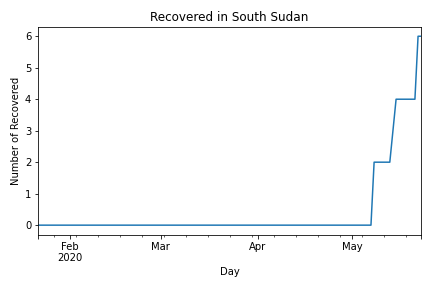 Recovered in South Sudan
Number of Recovered
6
5
4
3
2
1
0
Feb
2020
Mar
Apr
May
Day